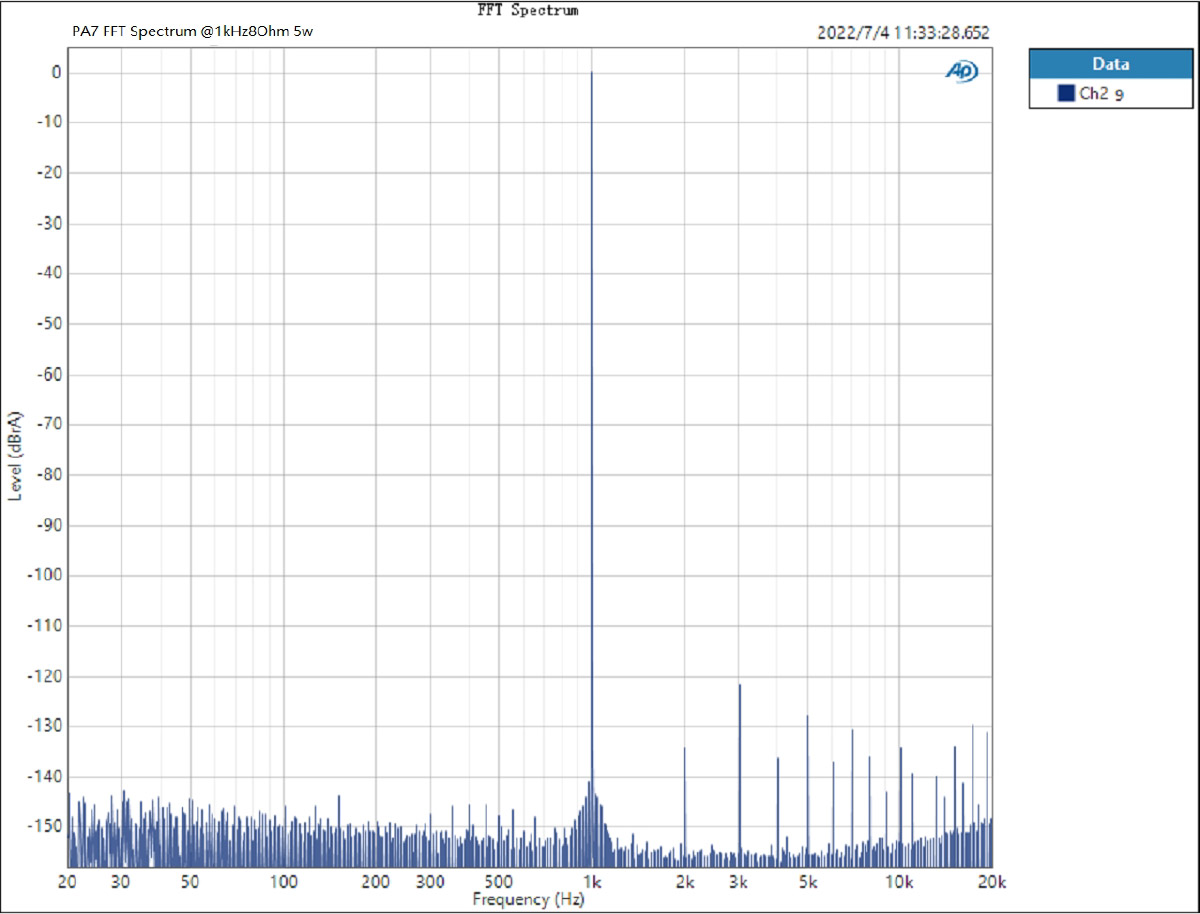 FFT Spectrum
PA7 FFT Spectrum @1kHz8Ohm 5w
2022/7/4 11:33:28.652
AP
Data
Ch2 9
Level (dBrA)
0
-10
-20
-30
-40
-50
-60
-70
-80
-90
-100
-110
-120
-130
-140
-150
20 30 50 100 200 300 500 1k 2k 3k 5k 10k 20k
Frequency (Hz)